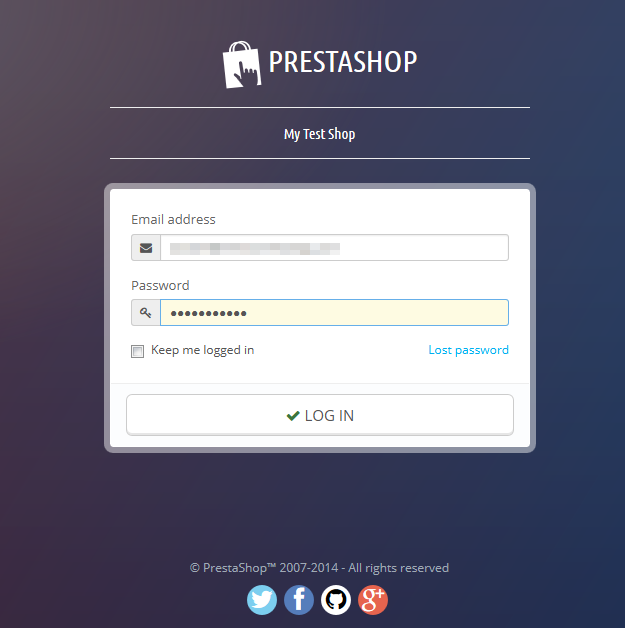 PRESTASHOP
My Test Shop
Email address
Password
Keep me logged in
Lost password
LOG IN
© PrestaShop™ 2007-2014 - All rights reserved